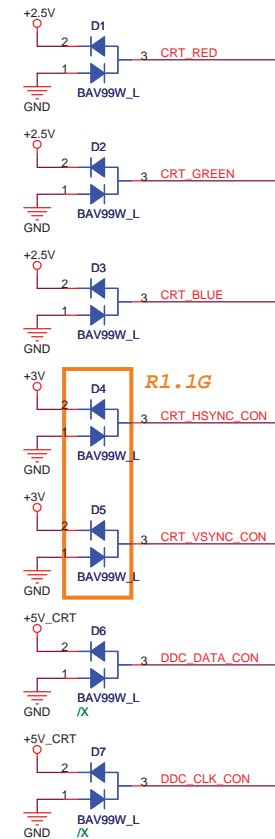 +2.5V
D1
2
3 CRT_RED
1
BAV99W_L
GND
+2.5V
D2
2
3 CRT_GREEN
1
BAV99W_L
GND
+2.5V
D3
2
3 CRT_BLUE
1
BAV99W_L
GND
+3V
R1.1G
D4
2
3 CRT_HSYNC_CON
1
BAV99W_L
GND
+3V
D5
2
3 CRT_VSYNC_CON
1
BAV99W_L
GND
+5V_CRT
D6
2
3 DDC_DATA_CON
1
BAV99W_L
GND /X
+5V_CRT
D7
2
3 DDC_CLK_CON
1
BAV99W_L
GND /X